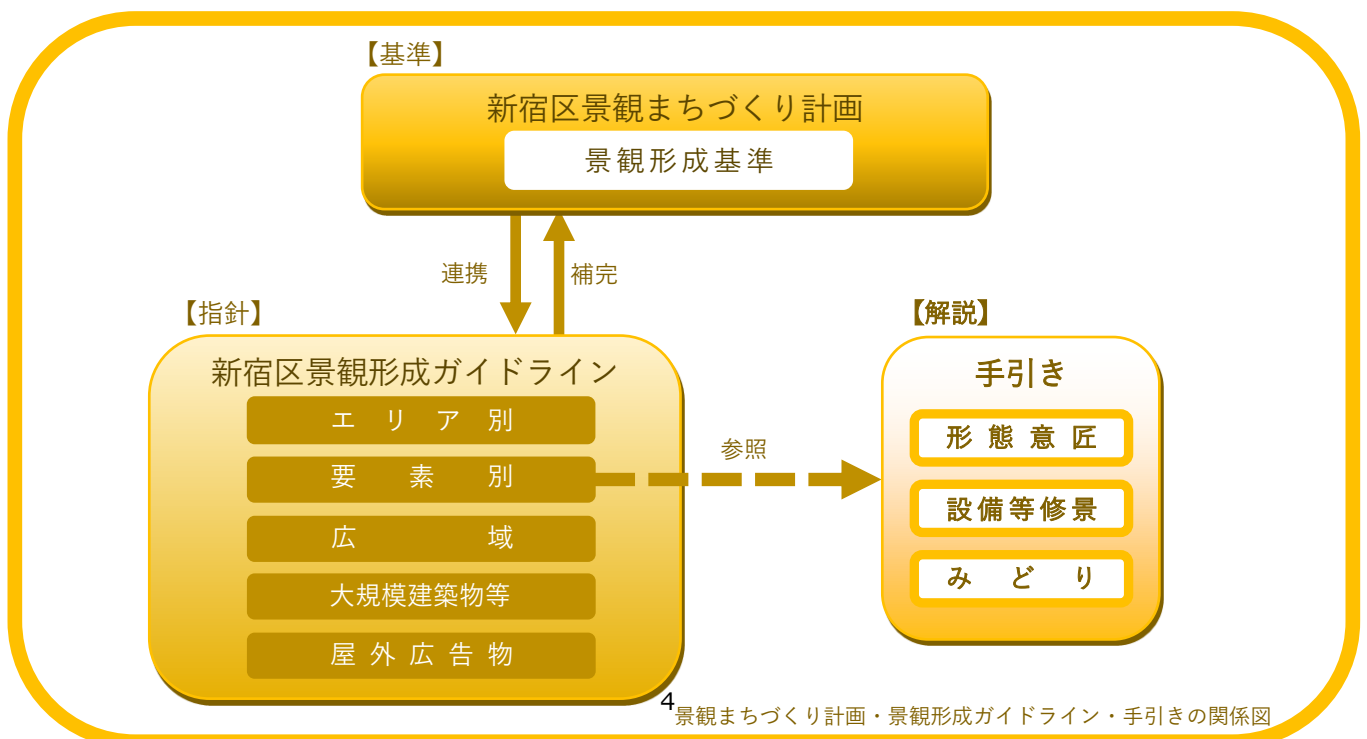 【基準】
新宿区景観まちづくり計画
景観形成基準
連携
補完
【指針】
新宿区景観形成ガイドライン
エリア別
要素別
広域
大規模建築物等
屋外広告物
参照
【解説】
手引き
形態意匠
設備等修景
みどり
4
景観まちづくり計画・景観形成ガイドライン・手引きの関係図